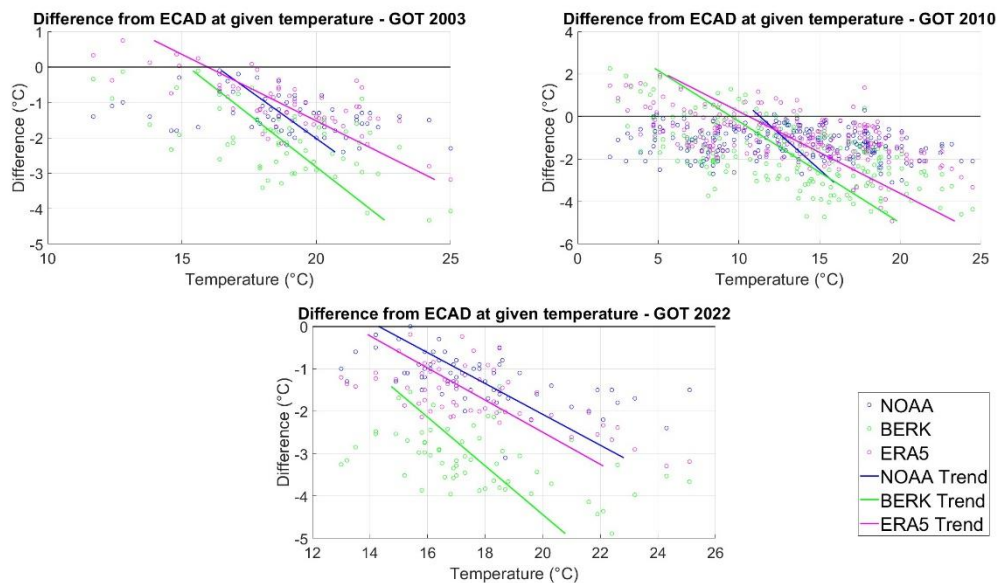 Difference from ECAD at given temperature - GOT 2003
1
0
-1
-2
-3
-4
-5
Difference (°C)
10 15 20 25
Temperature (°C)
Difference from ECAD at given temperature - GOT 2010
4
2
0
-2
-4
-6
Difference (°C)
0 5 10 15 20 25
Temperature (°C)
Difference from ECAD at given temperature - GOT 2022
0
-1
-2
-3
-4
-5
Difference (°C)
12 14 16 18 20 22 24 26
Temperature (°C)
NOAA
BERK
ERA5
NOAA Trend
BERK Trend
ERA5 Trend